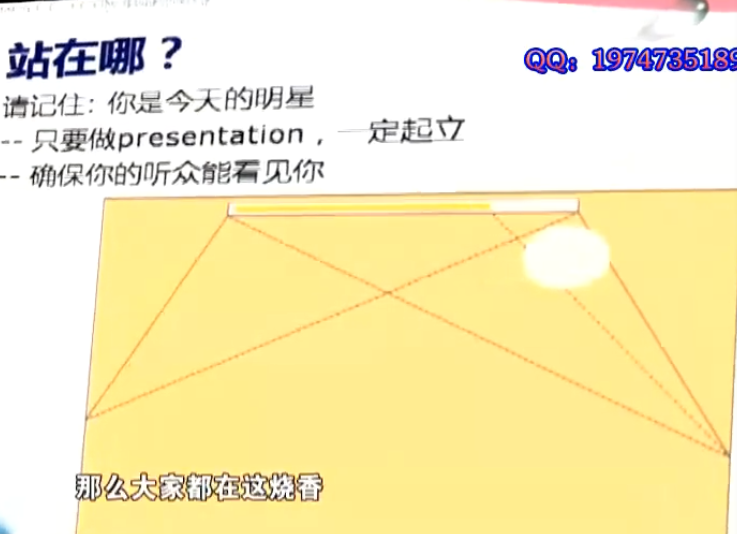 站在哪？
QQ：1974735189
请记住：你是今天的明星
-- 只要做presentation，一定起立
-- 确保你的听众能看见你
那么大家都在这烧香